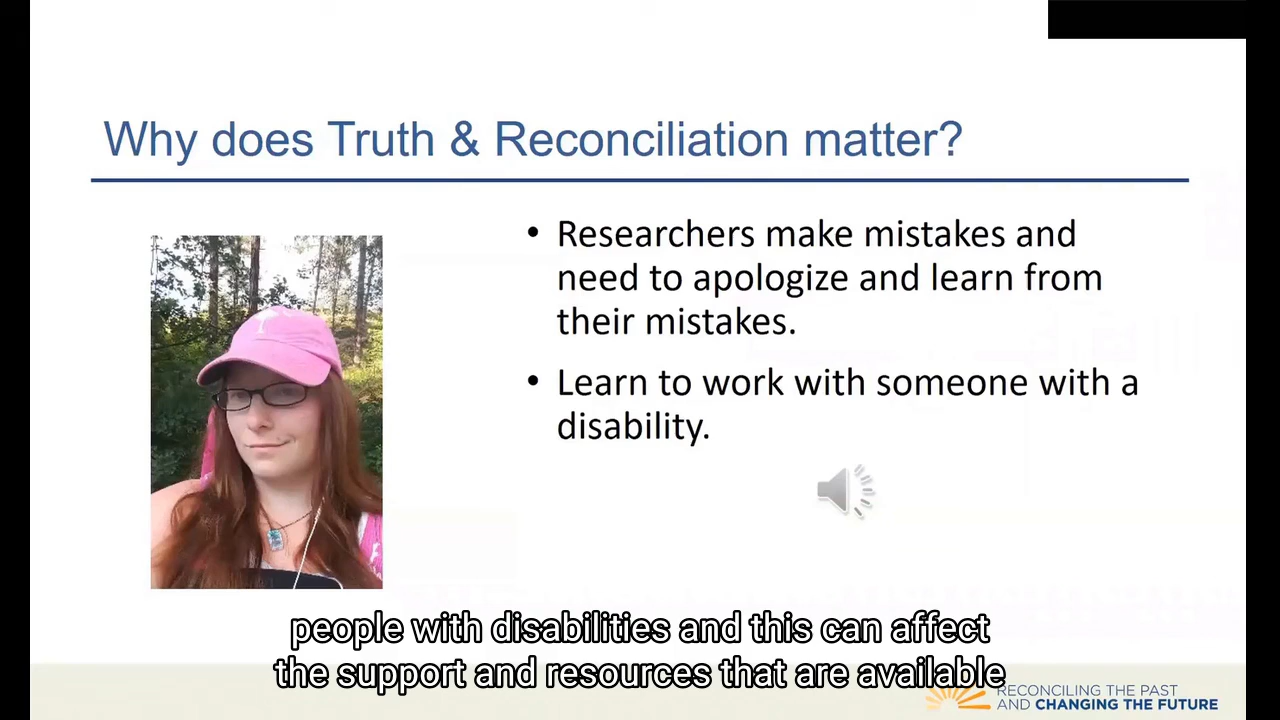 Why does Truth & Reconciliation matter?
• Researchers make mistakes and
need to apologize and learn from
their mistakes.
• Learn to work with someone with a
disability.
people with disabilities and this can affect
the support and resources that are available
RECONCILING THE PAST
AND CHANGING THE FUTURE